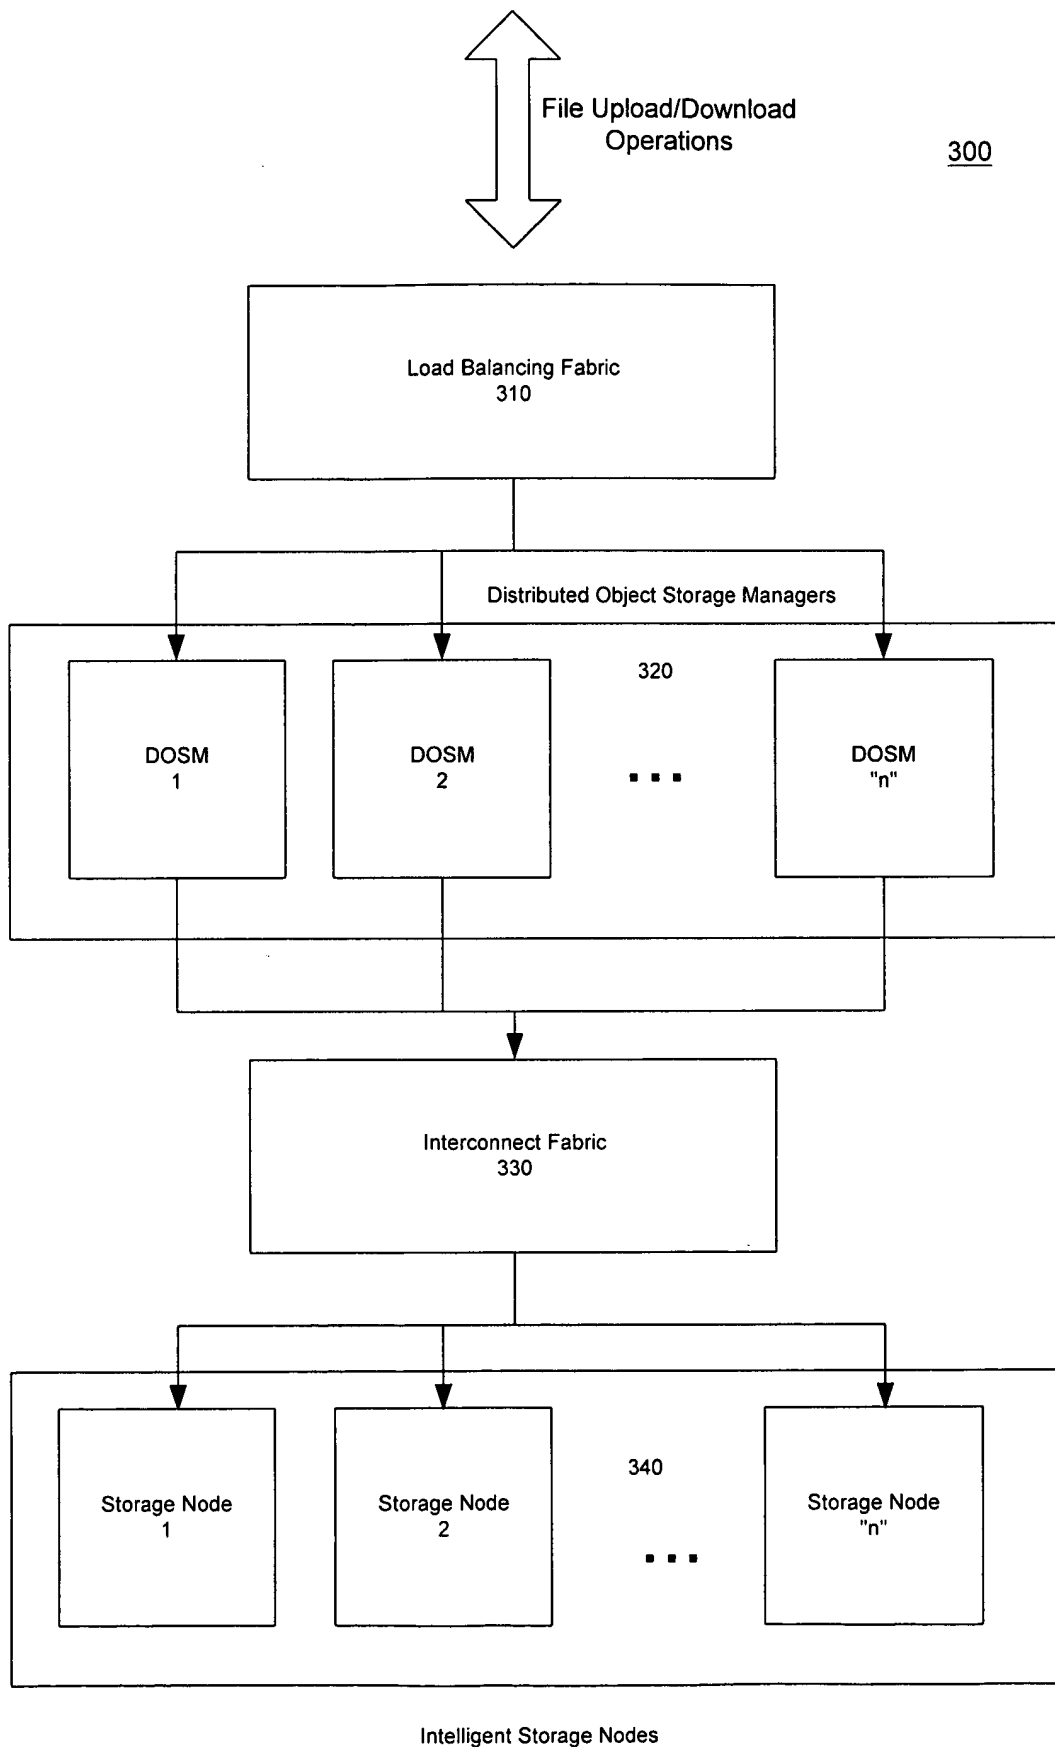 File Upload/Download
Operations
300
Load Balancing Fabric
310
Distributed Object Storage Managers
320
DOSM
1
DOSM
2
DOSM
"n"
Interconnect Fabric
330
340
Storage Node
1
Storage Node
2
Storage Node
"n"
Intelligent Storage Nodes